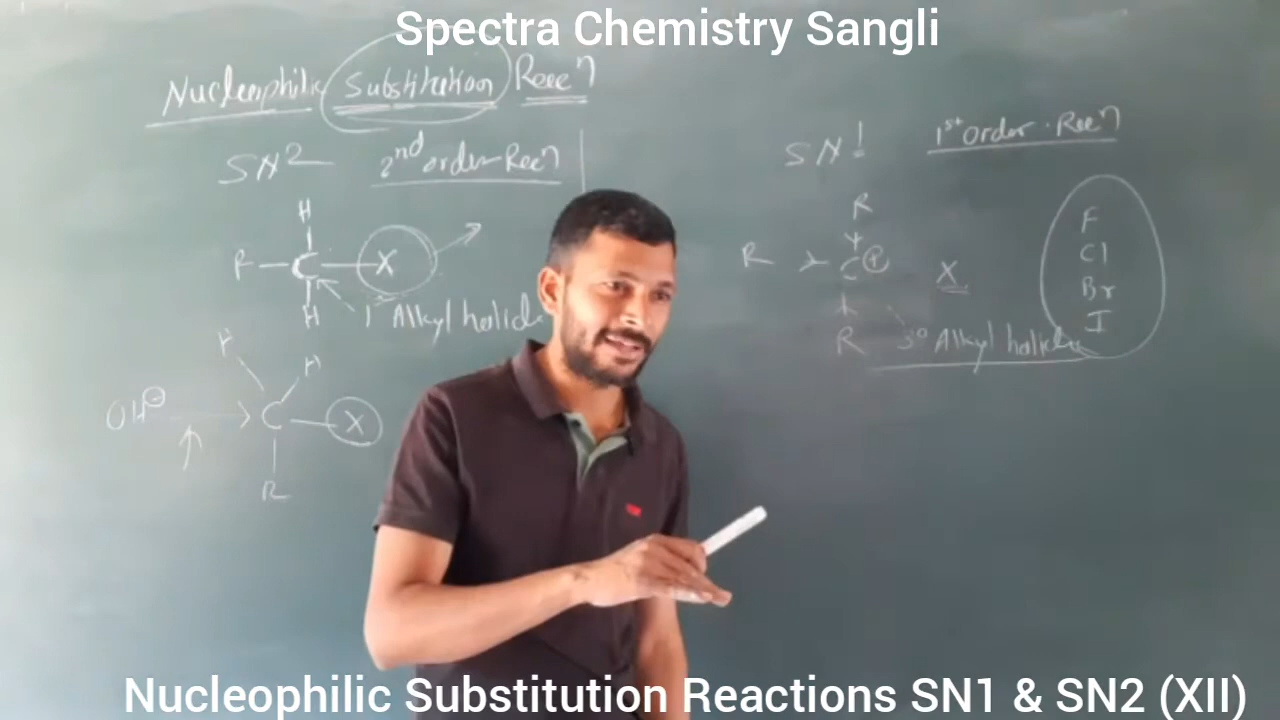 Spectra Chemistry Sangli
Nucleophilic Substitution Reecⁿ
SN2 2nd order Reeⁿ
H
R C X
H 1° Alkyl halide
H H
OH⊖ C X
R
SN1 1st order Reeⁿ
R
R C⊕ X
R 3° Alkyl halide
F
Cl
Br
I
Nucleophilic Substitution Reactions SN1 & SN2 (XII)